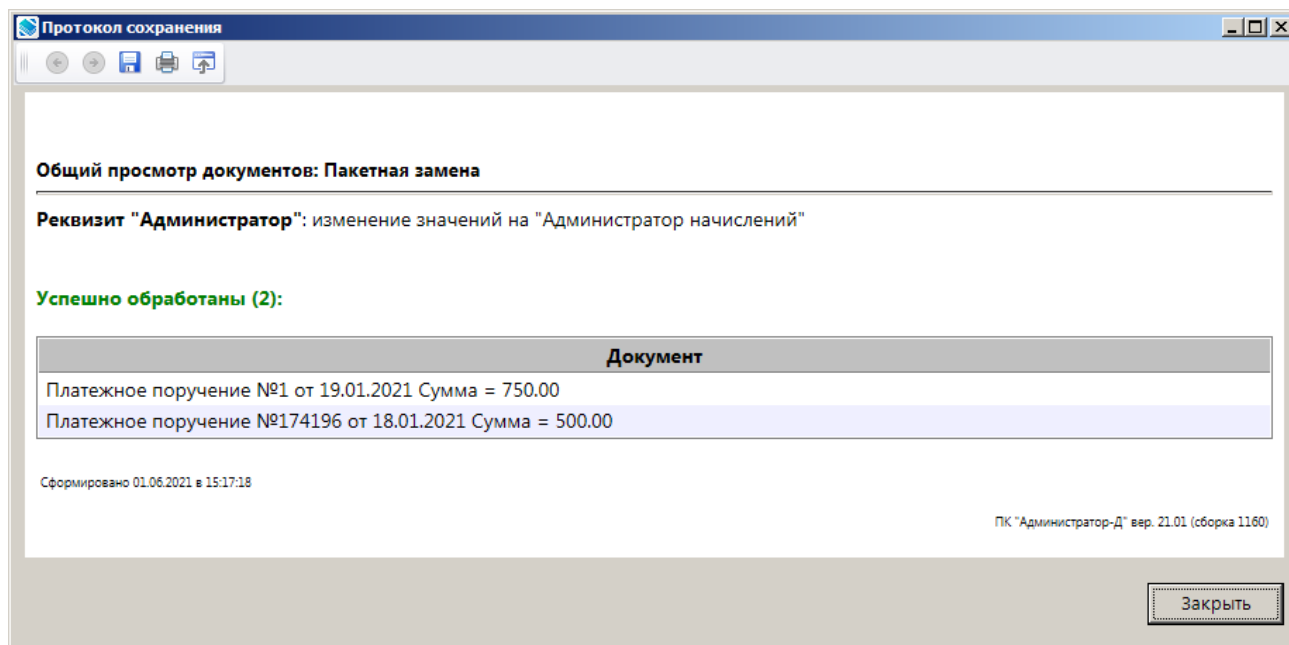 Протокол сохранения
Общий просмотр документов: Пакетная замена
Реквизит "Администратор": изменение значений на "Администратор начислений"
Успешно обработаны (2):
Документ
Платежное поручение №1 от 19.01.2021 Сумма = 750.00
Платежное поручение №174196 от 18.01.2021 Сумма = 500.00
Сформировано 01.06.2021 в 15:17:18
ПК "Администратор-Д" вер. 21.01 (сборка 1160)
Закрыть